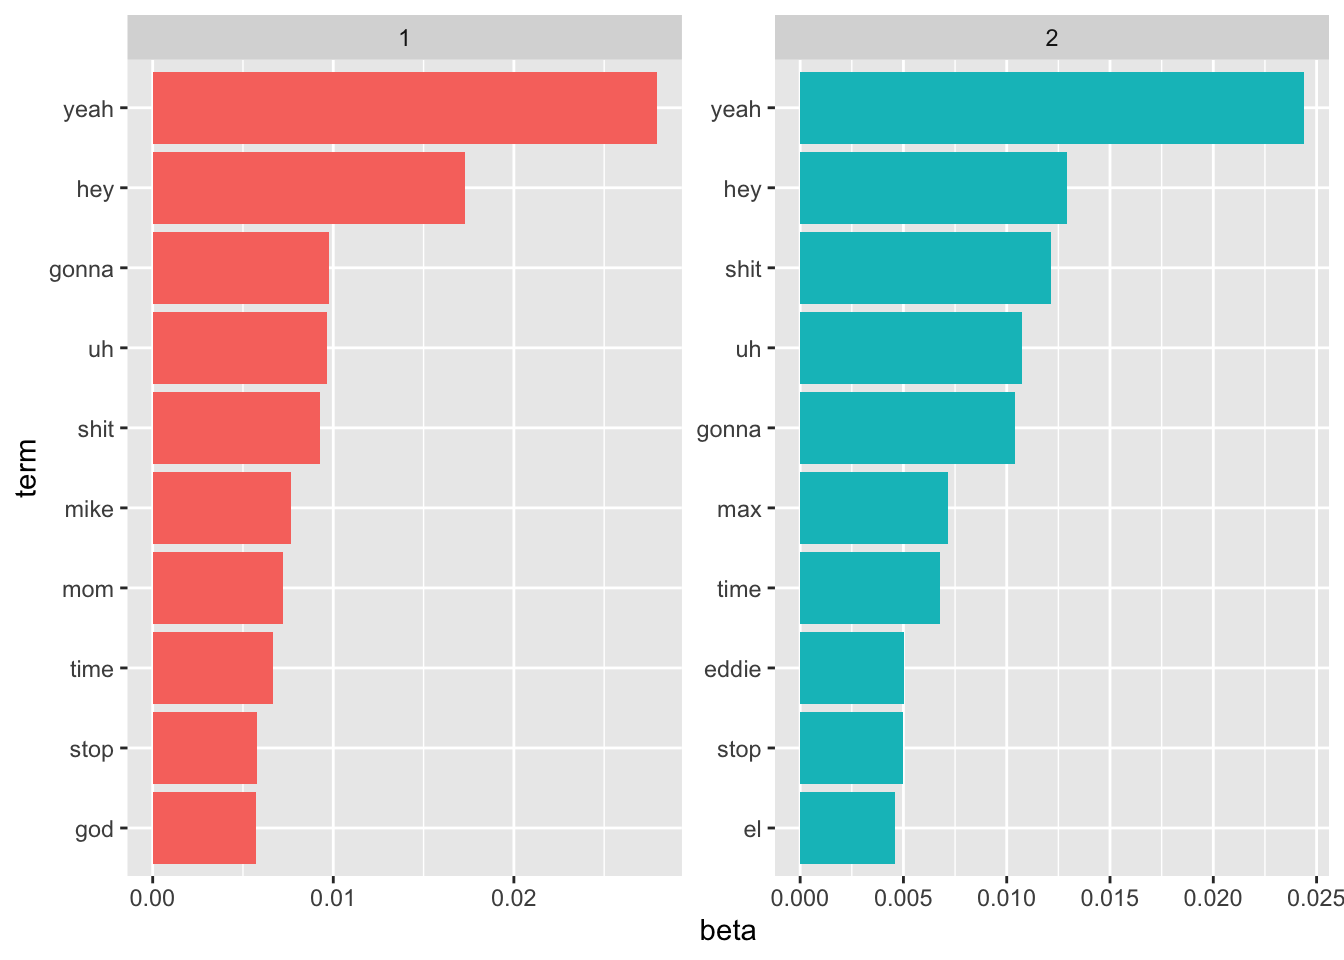 1
2
yeah
hey
gonna
uh
shit
mike
mom
time
stop
god
yeah
hey
shit
uh
gonna
max
time
eddie
stop
el
term
0.00 0.01 0.02
0.000 0.005 0.010 0.015 0.020 0.025
beta